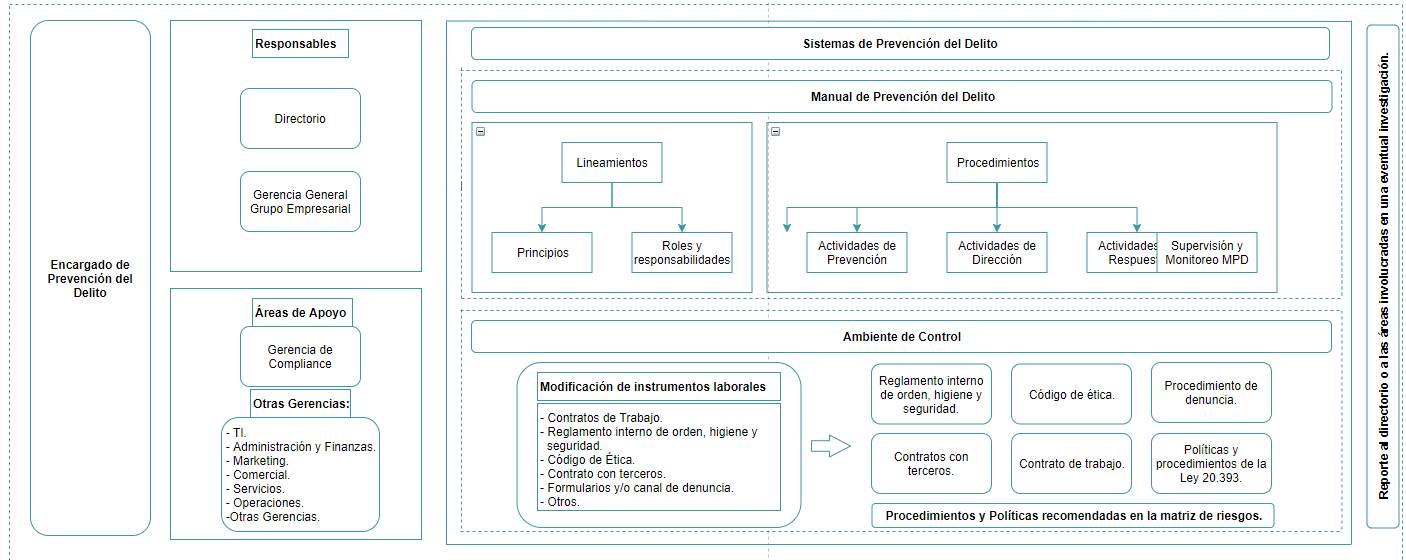 Encargado de
Prevención del
Delito
Responsables
Directorio
Gerencia General
Grupo Empresarial
Áreas de Apoyo
Gerencia de
Compliance
Otras Gerencias:
- TI.
- Administración y Finanzas.
- Marketing.
- Comercial.
- Servicios.
- Operaciones.
-Otras Gerencias.
Sistemas de Prevención del Delito
Manual de Prevención del Delito
Lineamientos
Principios
Roles y
responsabilidades
Procedimientos
Actividades de
Prevención
Actividades de
Dirección
Actividades
Respuest
Supervisión y
Monitoreo MPD
Ambiente de Control
Modificación de instrumentos laborales
- Contratos de Trabajo.
- Reglamento interno de orden, higiene y
seguridad.
- Código de Ética.
- Contrato con terceros.
- Formularios y/o canal de denuncia.
- Otros.
Reglamento interno
de orden, higiene y
seguridad.
Código de ética.
Procedimiento de
denuncia.
Contratos con
terceros.
Contrato de trabajo.
Políticas y
procedimientos de la
Ley 20.393.
Procedimientos y Políticas recomendadas en la matriz de riesgos.
Reporte al directorio o a las áreas involucradas en una eventual investigación.